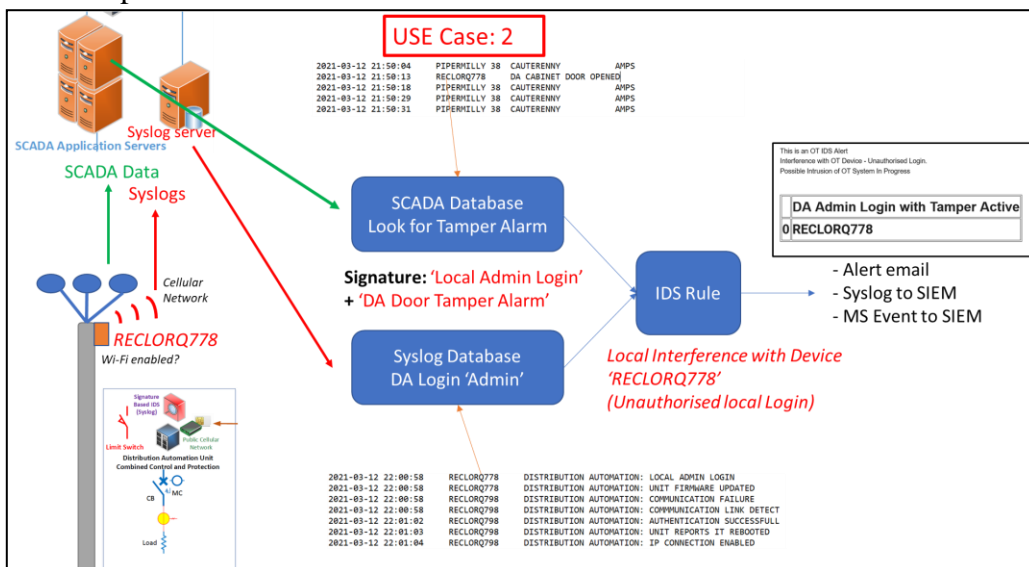 USE Case: 2
2021-03-12 21:50:04 PIPERMILLY 38 CAUTERENNY AMPS
2021-03-12 21:50:13 RECLORQ778 DA CABINET DOOR OPENED
2021-03-12 21:50:18 PIPERMILLY 38 CAUTERENNY AMPS
2021-03-12 21:50:29 PIPERMILLY 38 CAUTERENNY AMPS
2021-03-12 21:50:31 PIPERMILLY 38 CAUTERENNY AMPS
Syslog server
SCADA Application Servers
SCADA Data
Syslogs
Cellular
Network
RECLORQ778
Wi-Fi enabled?
SCADA Database
Look for Tamper Alarm
Signature: 'Local Admin Login'
+ 'DA Door Tamper Alarm'
Syslog Database
DA Login 'Admin'
IDS Rule
Local Interference with Device
'RECLORQ778'
(Unauthorised local Login)
This is an OT IDS Alert
Interference with OT Device - Unauthorised Login.
Possible Intrusion of OT System In Progress
DA Admin Login with Tamper Active
0 RECLORQ778
- Alert email
- Syslog to SIEM
- MS Event to SIEM
Signature
Based IDS
(Syslog)
Limit Switch
Public Cellular
Network
Distribution Automation Unit
Combined Control and Protection
MC
CB
Load
2021-03-12 22:00:58 RECLORQ778 DISTRIBUTION AUTOMATION: LOCAL ADMIN LOGIN
2021-03-12 22:00:58 RECLORQ778 DISTRIBUTION AUTOMATION: UNIT FIRMWARE UPDATED
2021-03-12 22:00:58 RECLORQ798 DISTRIBUTION AUTOMATION: COMMUNICATION FAILURE
2021-03-12 22:00:58 RECLORQ798 DISTRIBUTION AUTOMATION: COMMMUNICATION LINK DETECT
2021-03-12 22:01:02 RECLORQ798 DISTRIBUTION AUTOMATION: AUTHENTICATION SUCCESSFULL
2021-03-12 22:01:03 RECLORQ798 DISTRIBUTION AUTOMATION: UNIT REPORTS IT REBOOTED
2021-03-12 22:01:04 RECLORQ798 DISTRIBUTION AUTOMATION: IP CONNECTION ENABLED